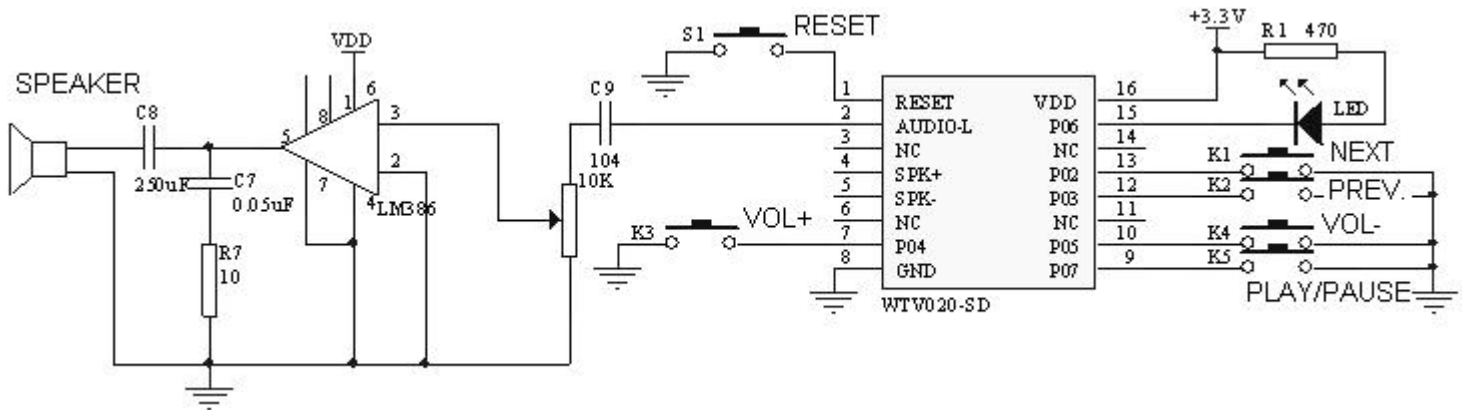 SPEAKER
C8
250uF
C7
0.05uF
R7
10
VDD
6
1
8
5
7
3
2
4
LM386
C9
104
10K
S1
RESET
K3
VOL+
1
2
3
4
5
6
7
8
RESET
AUDIO-L
NC
SPK+
SPK-
NC
P04
GND
VDD
P06
NC
P02
P03
NC
P05
P07
WTV020-SD
16
15
14
13
12
11
10
9
+3.3V
R1 470
LED
K1
NEXT
K2
PREV.
K4
VOL-
K5
PLAY/PAUSE